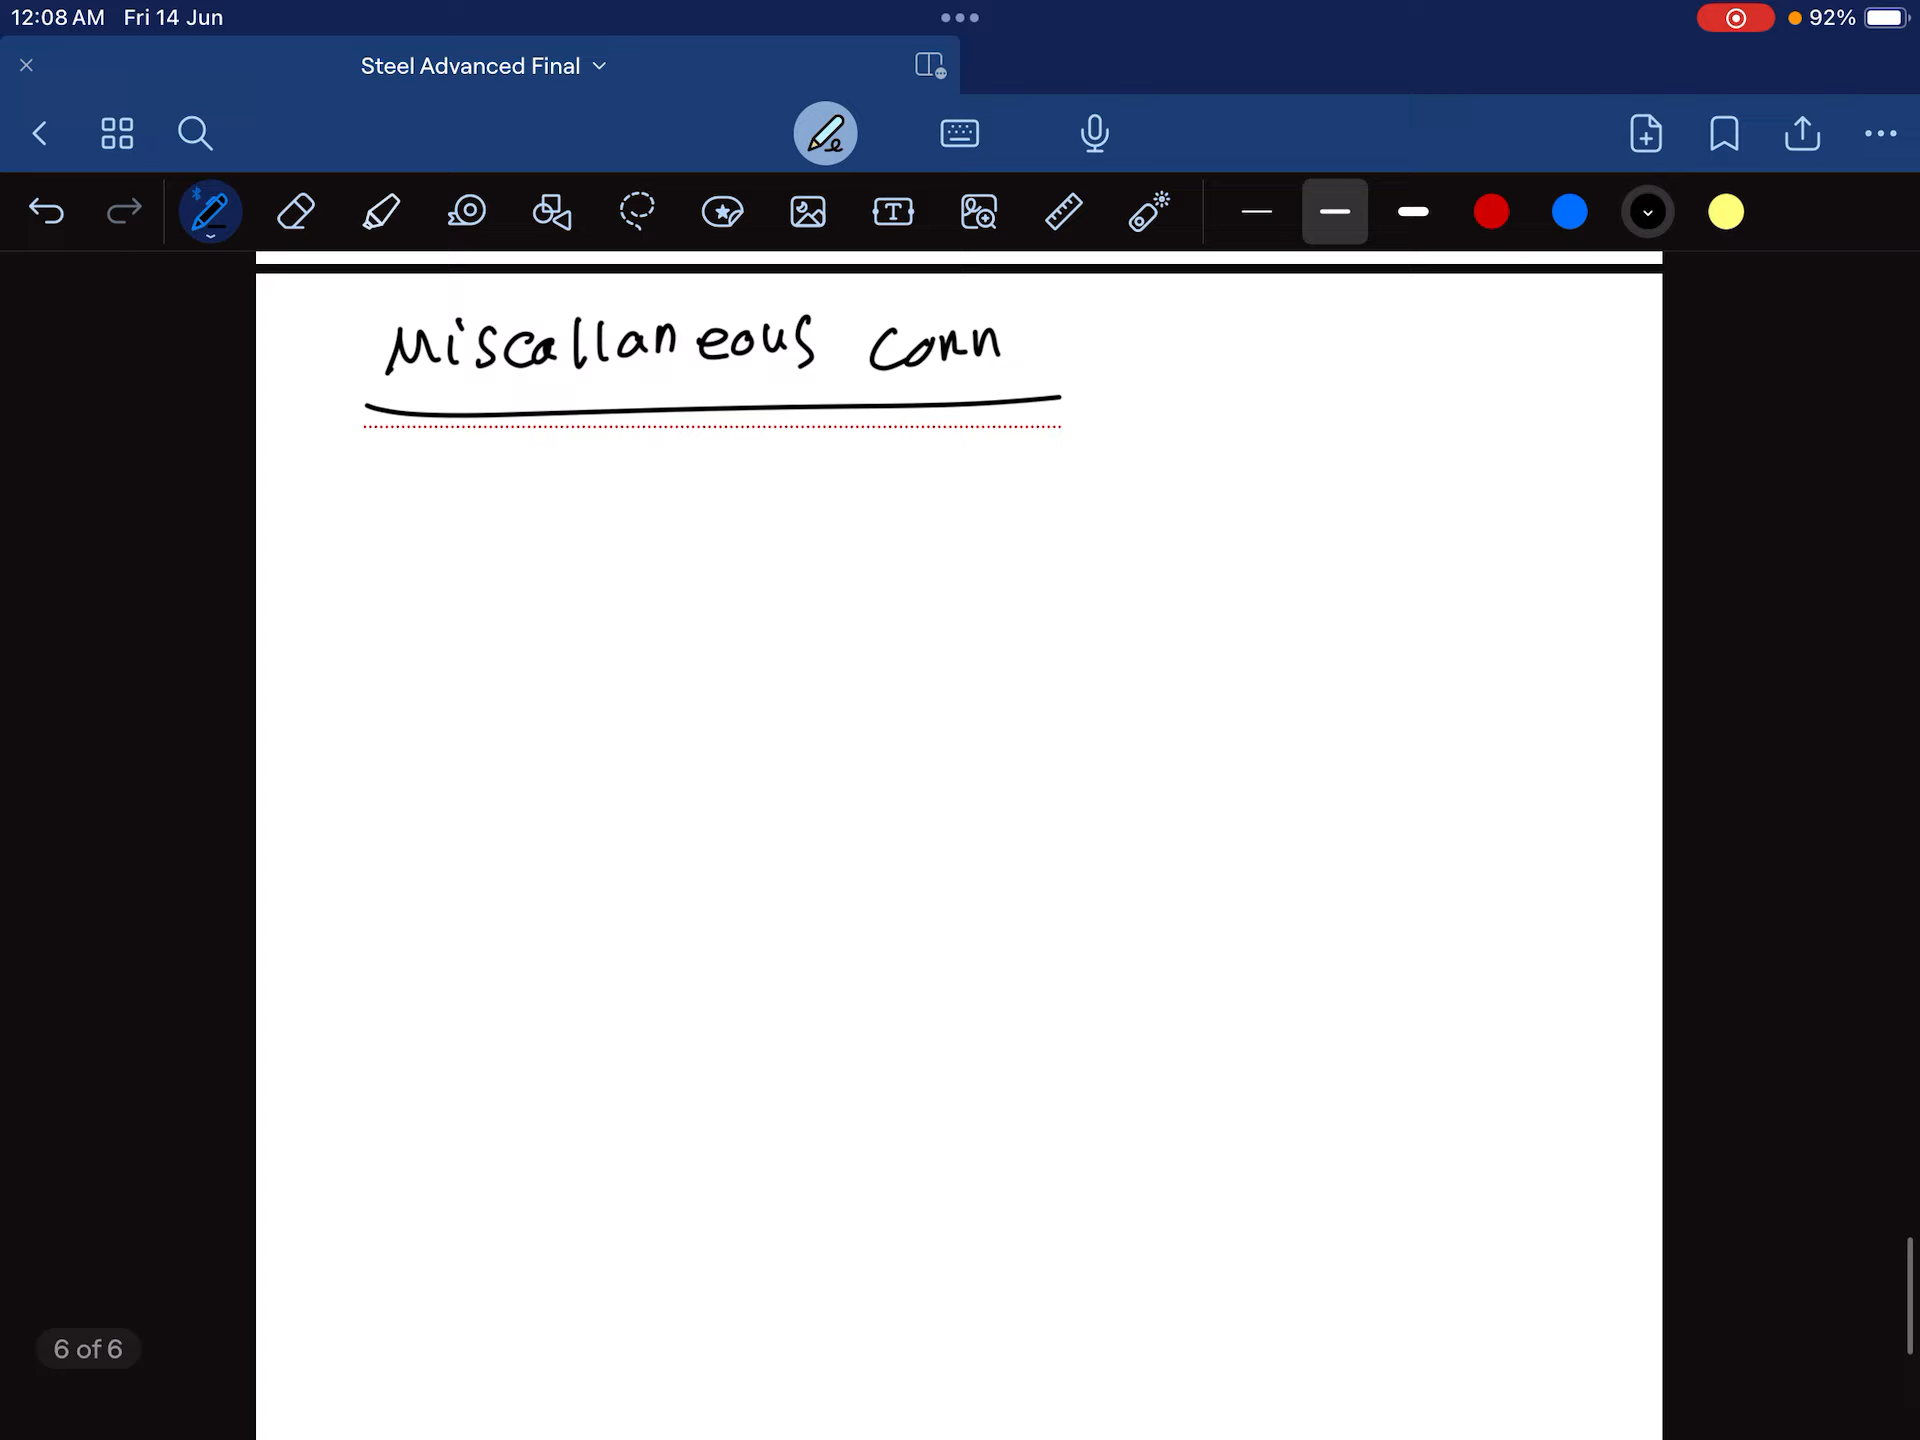 12:08 AM Fri 14 Jun
92%
Steel Advanced Final
Miscallaneous conn
6 of 6